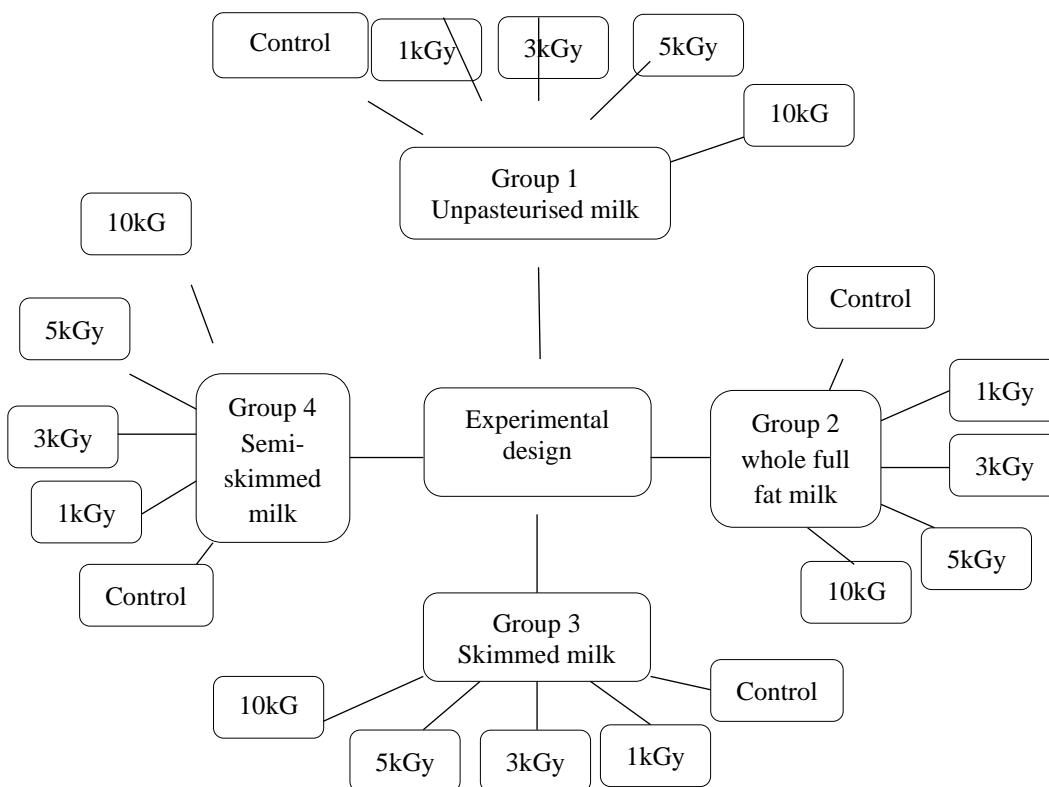 Control
1kGy
3kGy
5kGy
10kG
Group 1
Unpasteurised milk
10kG
5kGy
3kGy
1kGy
Control
Group 4
Semi-
skimmed
milk
Experimental
design
Control
Group 2
whole full
fat milk
1kGy
3kGy
5kGy
10kG
Group 3
Skimmed milk
10kG
5kGy
3kGy
1kGy
Control